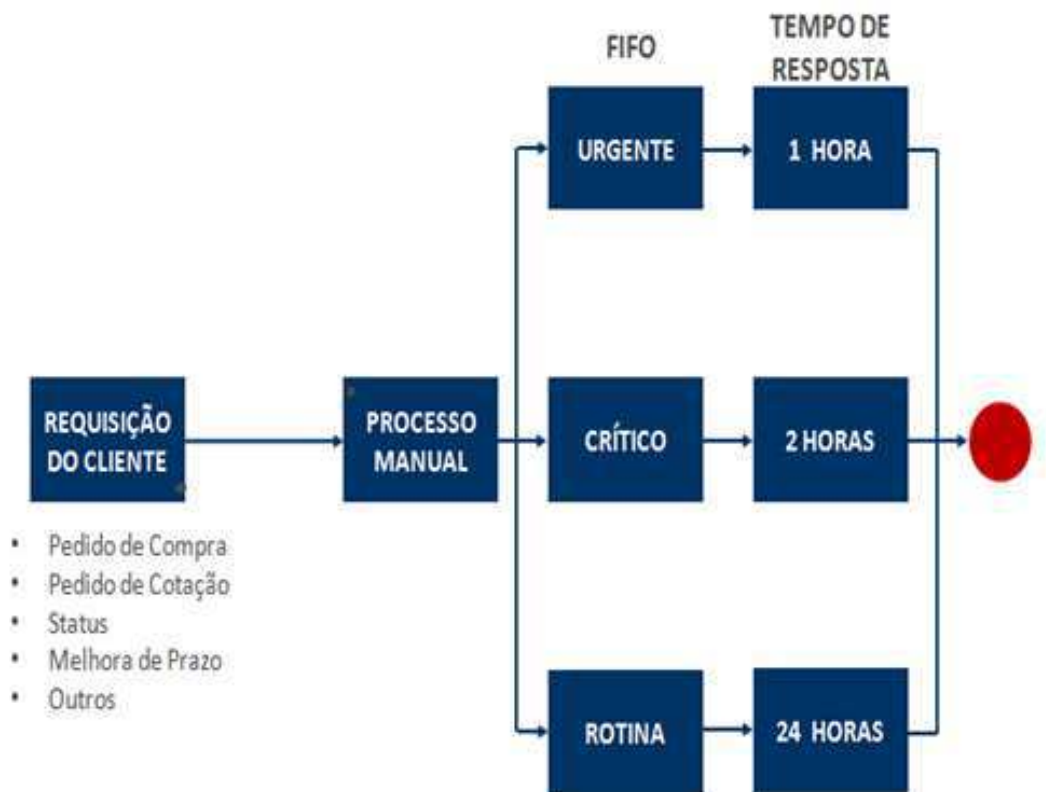 FIFO
TEMPO DE
RESPOSTA
URGENTE
1 HORA
REQUISIÇÃO
DO CLIENTE
PROCESSO
MANUAL
CRÍTICO
2 HORAS
• Pedido de Compra
• Pedido de Cotação
• Status
• Melhora de Prazo
• Outros
ROTINA
24 HORAS